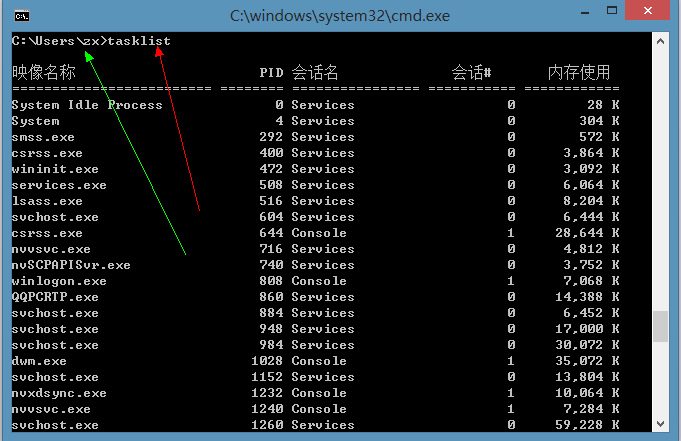 C:\windows\system32\cmd.exe
C:\Users\zx>tasklist
映像名称 PID 会话名 会话# 内存使用
========================= ======== ================ =========== ============
System Idle Process 0 Services 0 28 K
System 4 Services 0 304 K
smss.exe 292 Services 0 572 K
csrss.exe 400 Services 0 3,864 K
wininit.exe 472 Services 0 3,092 K
services.exe 508 Services 0 6,064 K
lsass.exe 516 Services 0 8,204 K
svchost.exe 604 Services 0 6,444 K
csrss.exe 644 Console 1 28,644 K
nvvsvc.exe 716 Services 0 4,812 K
nvSCPAPISvr.exe 740 Services 0 3,752 K
winlogon.exe 808 Console 1 7,068 K
QQPCRTP.exe 860 Services 0 14,388 K
svchost.exe 884 Services 0 6,452 K
svchost.exe 948 Services 0 17,000 K
svchost.exe 984 Services 0 30,072 K
dwm.exe 1028 Console 1 35,072 K
svchost.exe 1152 Services 0 13,804 K
nvxdsync.exe 1232 Console 1 10,064 K
nvvsvc.exe 1240 Console 1 7,284 K
svchost.exe 1260 Services 0 59,228 K